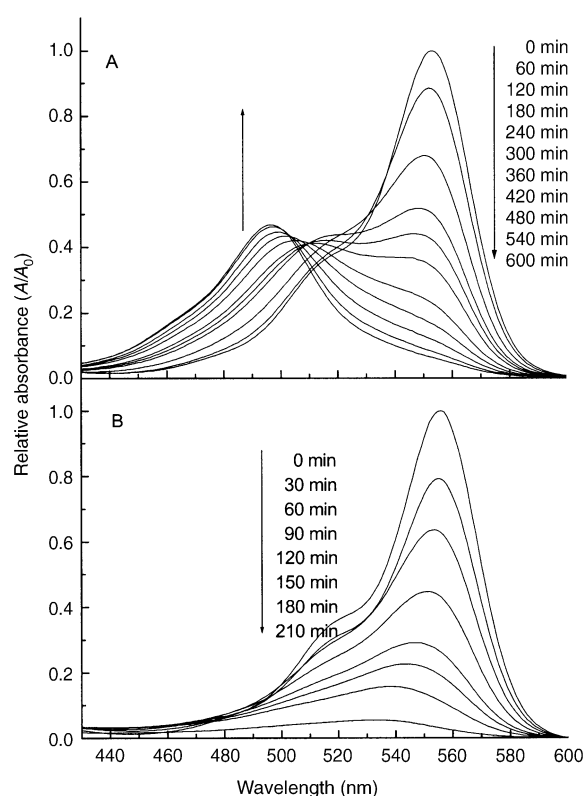 A
1.0
0.8
0.6
0.4
0.2
0.0
0 min
60 min
120 min
180 min
240 min
300 min
360 min
420 min
480 min
540 min
600 min
Relative absorbance (A/A0)
B
1.0
0.8
0.6
0.4
0.2
0.0
0 min
30 min
60 min
90 min
120 min
150 min
180 min
210 min
440 460 480 500 520 540 560 580 600
Wavelength (nm)